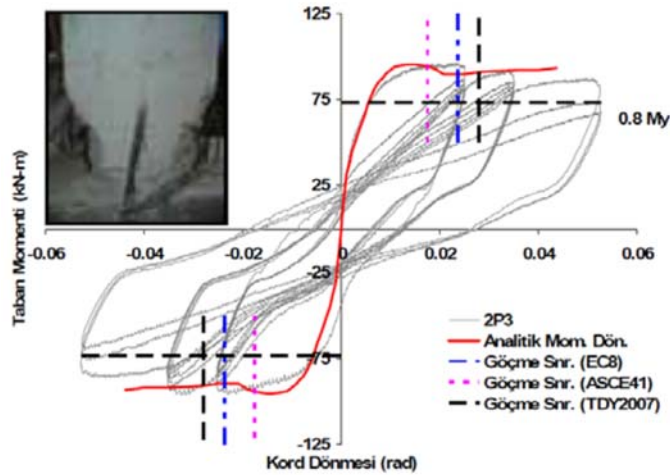 125
75
0.8 My
25
-0.06
-0.04
-0.02
0.00
0.02
0.04
0.06
-25
-75
-125
Taban Momenti (kN-m)
Kord Dönmesi (rad)
2P3
Analitik Mom. Dön.
Göçme Snr. (EC8)
Göçme Snr. (ASCE41)
Göçme Snr. (TDY2007)